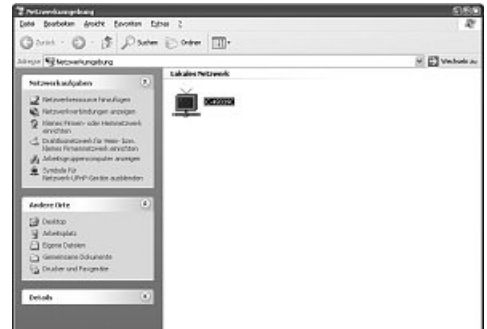 Netzwerkumgebung
Datei Bearbeiten Ansicht Favoriten Extras ?
Zurück Suchen Ordner
Adresse Netzwerkumgebung Wechseln zu
Netzwerkaufgaben
Netzwerkressource hinzufügen
Netzwerkverbindungen anzeigen
Kleines Firmen- oder Heimnetzwerk
einrichten
Drahtlosnetzwerk für Heim- bzw.
kleines Firmennetzwerk einrichten
Arbeitsgruppencomputer anzeigen
Symbole für
Netzwerk-UPnP-Geräte ausblenden
Andere Orte
Desktop
Arbeitsplatz
Eigene Dateien
Gemeinsame Dokumente
Drucker und Faxgeräte
Details
Lokales Netzwerk